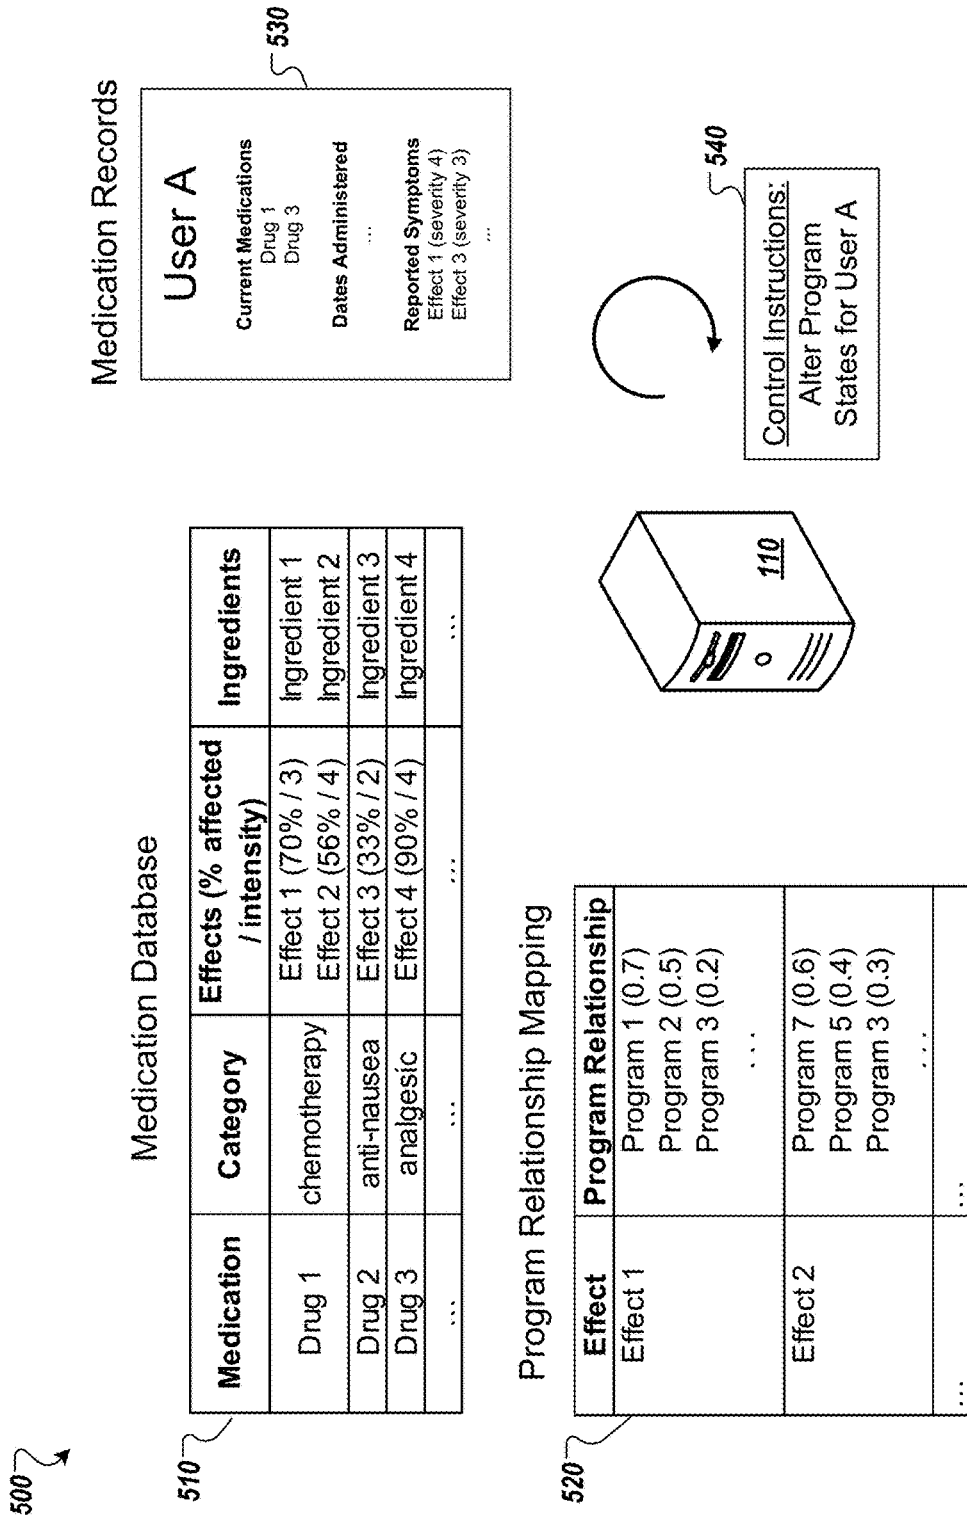 500
Medication Database
510
Medication Category Effects (% affected / intensity) Ingredients
Drug 1 chemotherapy Effect 1 (70% / 3) Ingredient 1
Effect 2 (56% / 4) Ingredient 2
Drug 2 anti-nausea Effect 3 (33% / 2) Ingredient 3
Drug 3 analgesic Effect 4 (90% / 4) Ingredient 4
... ... ... ...
Medication Records
530
User A
Current Medications
Drug 1
Drug 3
Dates Administered
...
Reported Symptoms
Effect 1 (severity 4)
Effect 3 (severity 3)
...
Program Relationship Mapping
520
Effect Program Relationship
Effect 1 Program 1 (0.7)
Program 2 (0.5)
Program 3 (0.2)
...
Effect 2 Program 7 (0.6)
Program 5 (0.4)
Program 3 (0.3)
...
... ...
110
540
Control Instructions:
Alter Program
States for User A